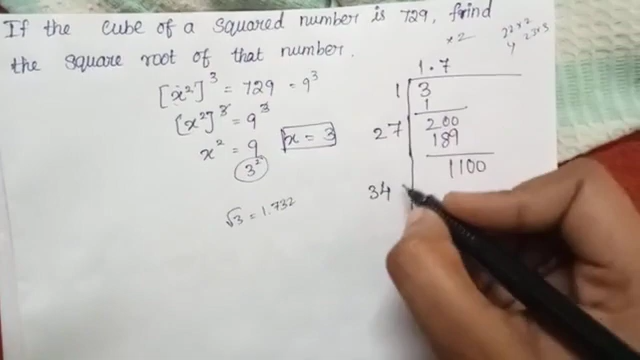 If the cube of a squared number is 729, find
the square root of that number.
[x²]³ = 729 = 9³
[x²]³ = 9³
x² = 9
3²
x = 3
√3 = 1.732
×2
1.7
1 3
1
27 200
189
1100
34